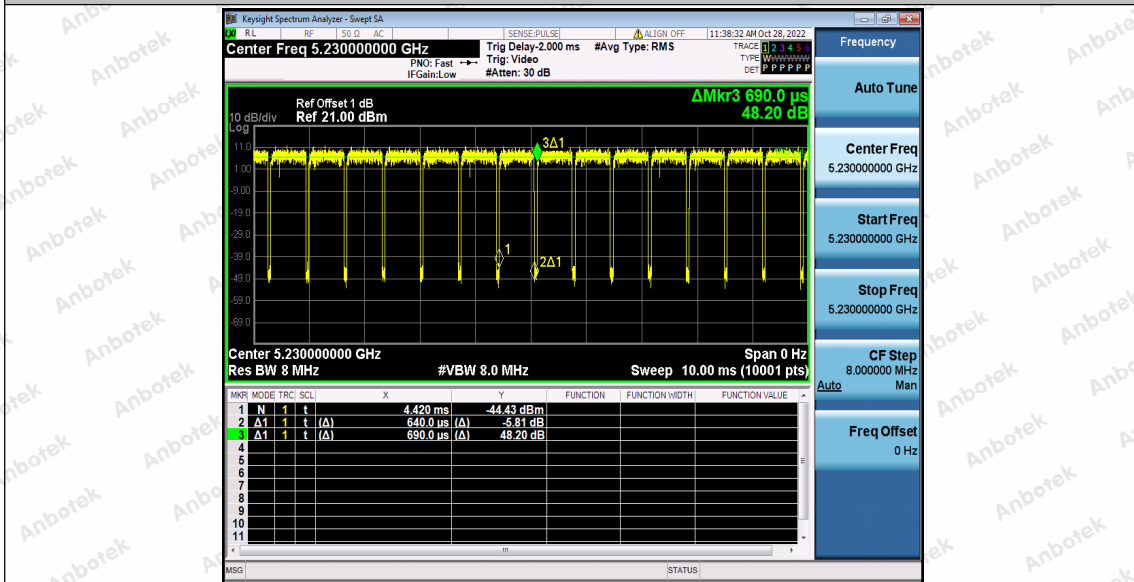 Keysight Spectrum Analyzer - Swept SA
LXI RL RF 50 Ω AC SENSE:PULSE ALIGN OFF 11:38:32 AM Oct 28, 2022
Center Freq 5.230000000 GHz
Trig Delay-2.000 ms #Avg Type: RMS TRACE 1 2 3 4 5 6
PNO: Fast Trig: Video TYPE WWWWWW
IFGain:Low #Atten: 30 dB DET P P P P P P
ΔMkr3 690.0 µs
48.20 dB
Ref Offset 1 dB
10 dB/div Ref 21.00 dBm
Log
11.0
1.00
-9.00
-19.0
-29.0
-39.0
-49.0
-59.0
-69.0
3Δ1
1
2Δ1
Center 5.230000000 GHz Span 0 Hz
Res BW 8 MHz #VBW 8.0 MHz Sweep 10.00 ms (10001 pts)
MKR MODE TRC SCL X Y FUNCTION FUNCTION WIDTH FUNCTION VALUE
1 N 1 t 4.420 ms -44.43 dBm
2 Δ1 1 t (Δ) 640.0 µs (Δ) -5.81 dB
3 Δ1 1 t (Δ) 690.0 µs (Δ) 48.20 dB
4
5
6
7
8
9
10
11
MSG STATUS
Frequency
Auto Tune
Center Freq
5.230000000 GHz
Start Freq
5.230000000 GHz
Stop Freq
5.230000000 GHz
CF Step
8.000000 MHz
Auto Man
Freq Offset
0 Hz
Anbotek